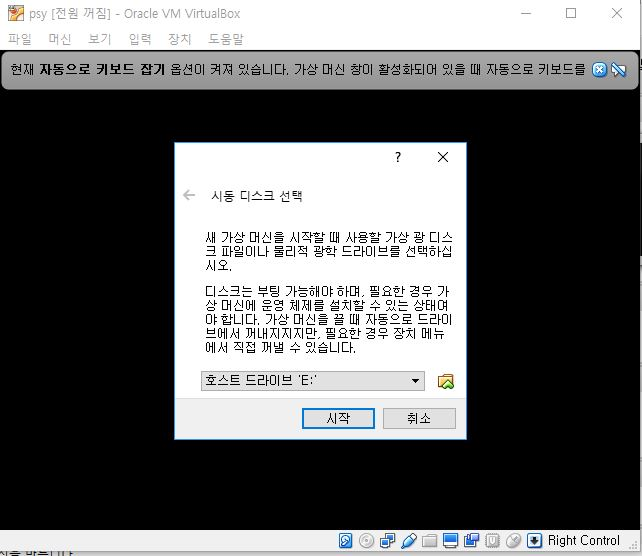 psy [전원 꺼짐] - Oracle VM VirtualBox
파일 머신 보기 입력 장치 도움말
현재 자동으로 키보드 잡기 옵션이 켜져 있습니다. 가상 머신 창이 활성화되어 있을 때 자동으로 키보드를
?
시동 디스크 선택
새 가상 머신을 시작할 때 사용할 가상 광 디스
크 파일이나 물리적 광학 드라이브를 선택하십
시오.
디스크는 부팅 가능해야 하며, 필요한 경우 가
상 머신에 운영 체제를 설치할 수 있는 상태여
야 합니다. 가상 머신을 끌 때 자동으로 드라이
브에서 꺼내지지지만, 필요한 경우 장치 메뉴
에서 직접 꺼낼 수 있습니다.
호스트 드라이브 'E:'
시작 취소
Right Control